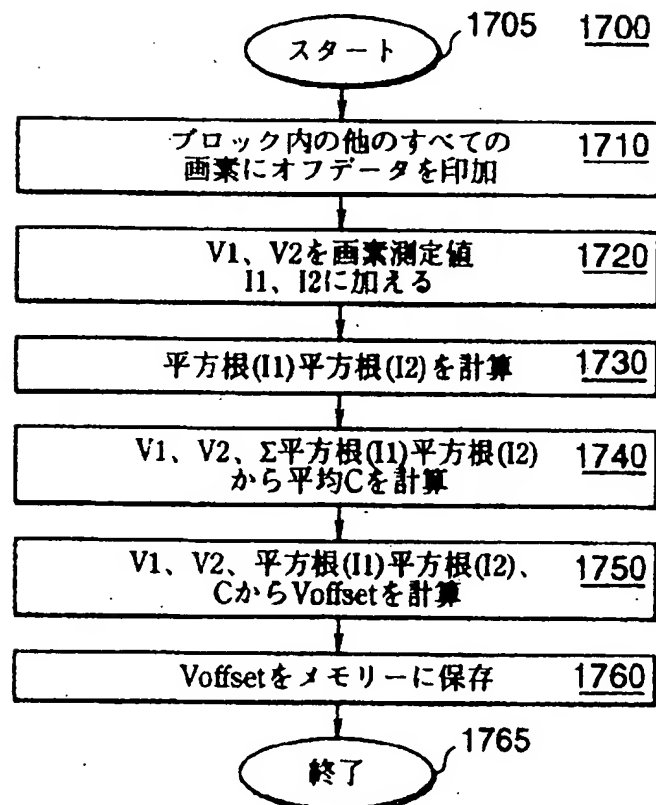 スタート
1705
1700
ブロック内の他のすべての
画素にオフデータを印加
1710
V1、V2を画素測定値
I1、I2に加える
1720
平方根(I1)平方根(I2)を計算
1730
V1、V2、Σ平方根(I1)平方根(I2)
から平均Cを計算
1740
V1、V2、平方根(I1)平方根(I2)、
CからVoffsetを計算
1750
Voffsetをメモリーに保存
1760
終了
1765